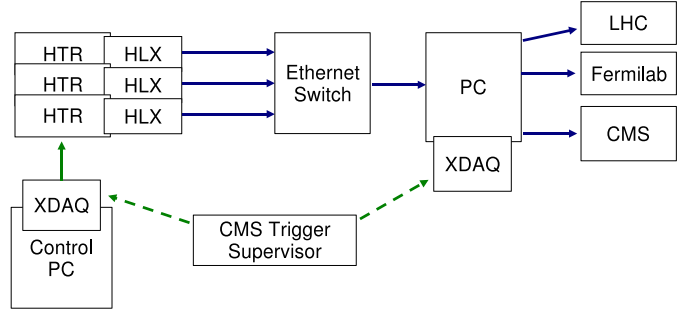 HTR
HLX
HTR
HLX
HTR
HLX
Ethernet
Switch
PC
XDAQ
LHC
Fermilab
CMS
XDAQ
Control
PC
CMS Trigger
Supervisor